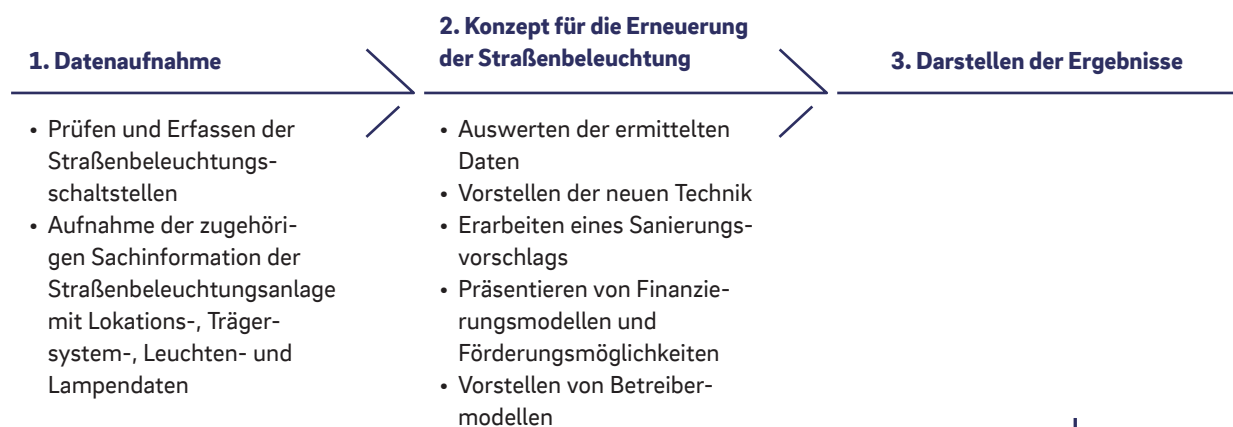 1. Datenaufnahme
• Prüfen und Erfassen der
Straßenbeleuchtungs-
schaltstellen
• Aufnahme der zugehöri-
gen Sachinformation der
Straßenbeleuchtungsanlage
mit Lokations-, Träger-
system-, Leuchten- und
Lampendaten
2. Konzept für die Erneuerung
der Straßenbeleuchtung
• Auswerten der ermittelten
Daten
• Vorstellen der neuen Technik
• Erarbeiten eines Sanierungs-
vorschlags
• Präsentieren von Finanzie-
rungsmodellen und
Förderungsmöglichkeiten
• Vorstellen von Betreiber-
modellen
3. Darstellen der Ergebnisse